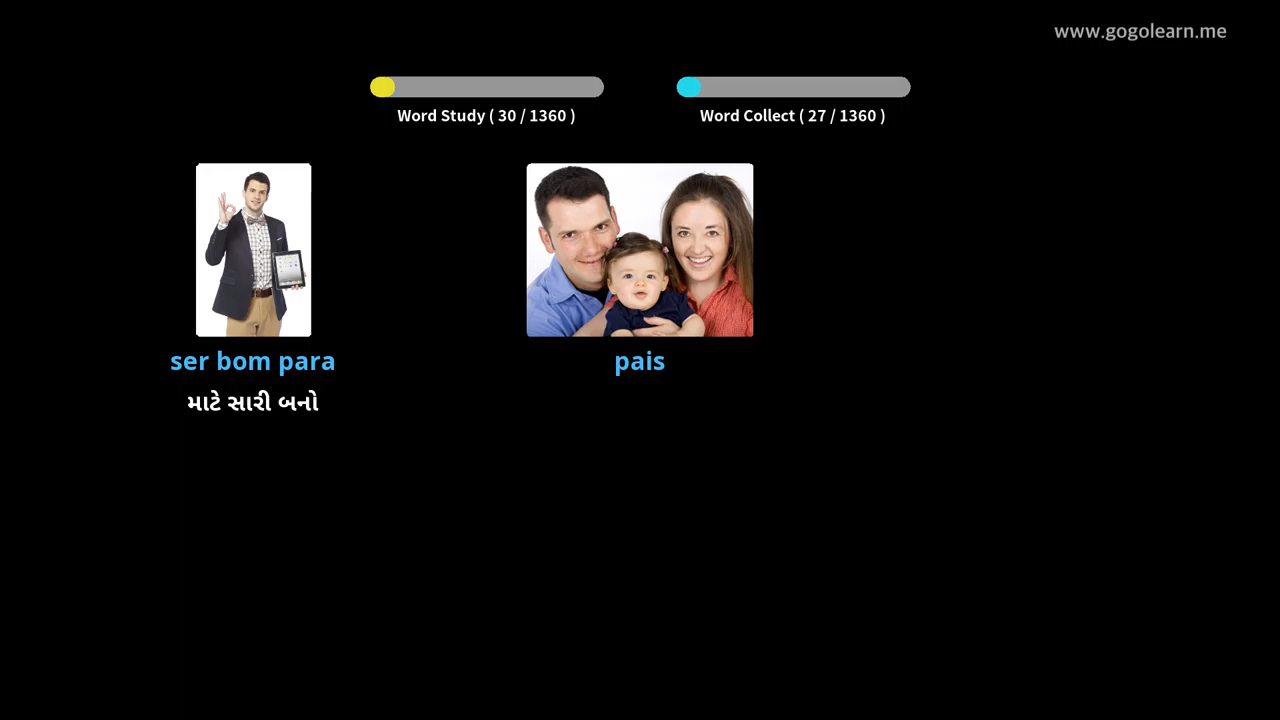 www.gogolearn.me
Word Study ( 30 / 1360 )
Word Collect ( 27 / 1360 )
ser bom para
pais
માટે સારી બનો